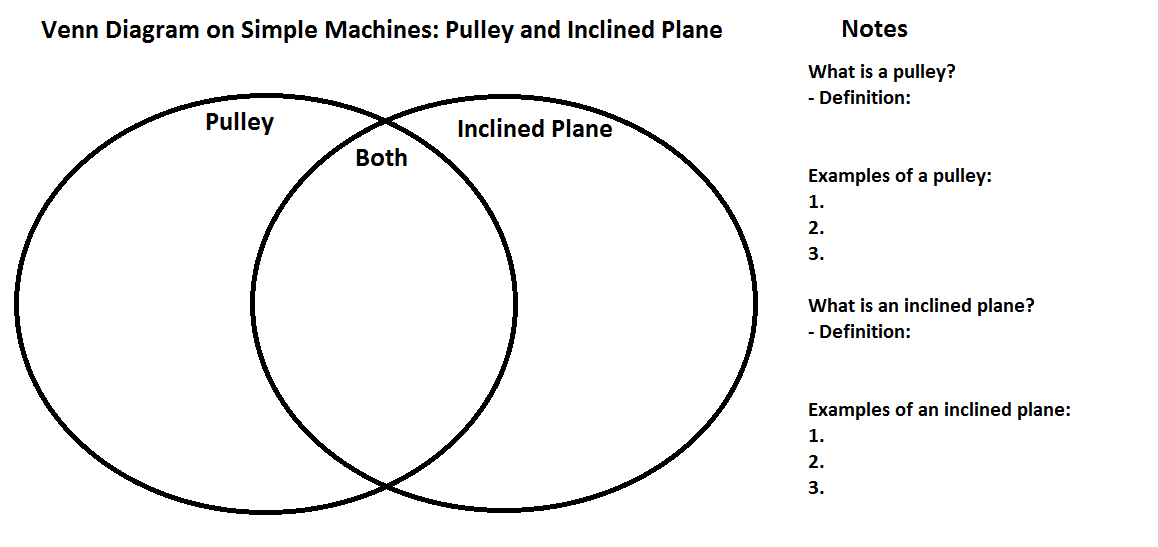 Venn Diagram on Simple Machines: Pulley and Inclined Plane
Pulley
Both
Inclined Plane
Notes
What is a pulley?
- Definition:
Examples of a pulley:
1.
2.
3.
What is an inclined plane?
- Definition:
Examples of an inclined plane:
1.
2.
3.